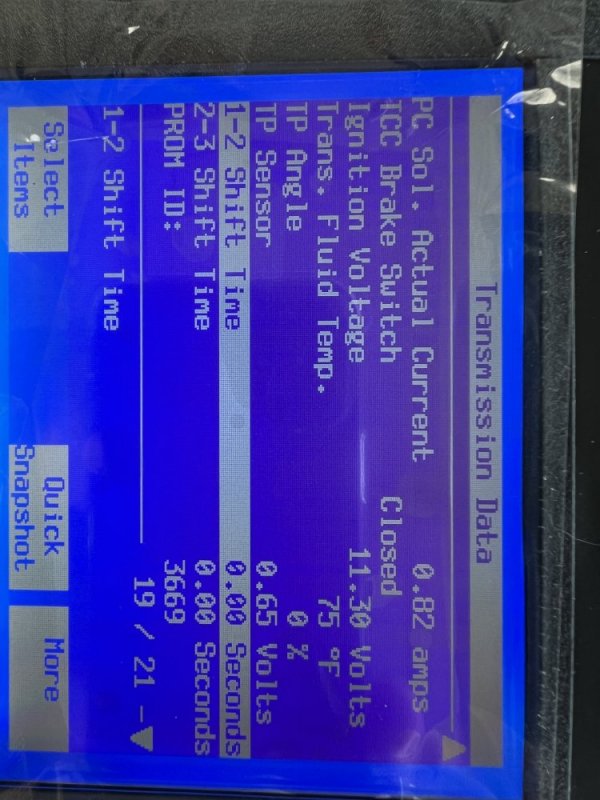 Transmission Data
PC Sol. Actual Current 0.82 amps
TCC Brake Switch Closed
Ignition Voltage 11.30 Volts
Trans. Fluid Temp. 75 °F
TP Angle 0 %
TP Sensor 0.65 Volts
1-2 Shift Time 0.00 Seconds
2-3 Shift Time 0.00 Seconds
PROM ID: 3669
19 / 21
1-2 Shift Time
Select Items
Quick Snapshot
More